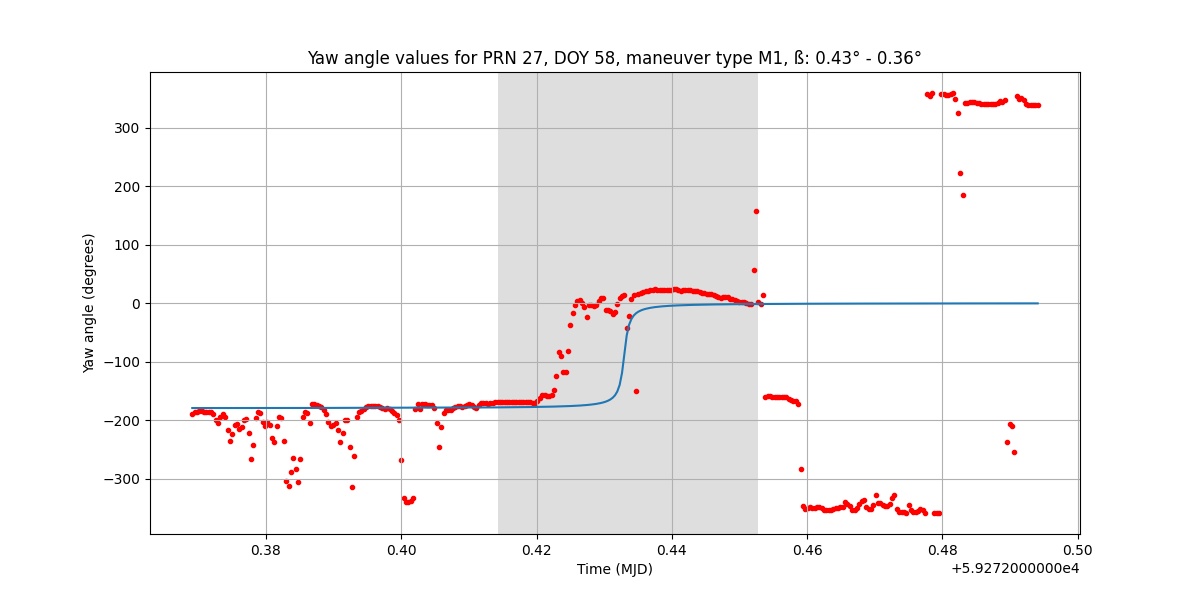 Yaw angle values for PRN 27, DOY 58, maneuver type M1, ß: 0.43° - 0.36°
Yaw angle (degrees)
300
200
100
0
−100
−200
−300
0.38 0.40 0.42 0.44 0.46 0.48 0.50
Time (MJD)
+5.9272000000e4